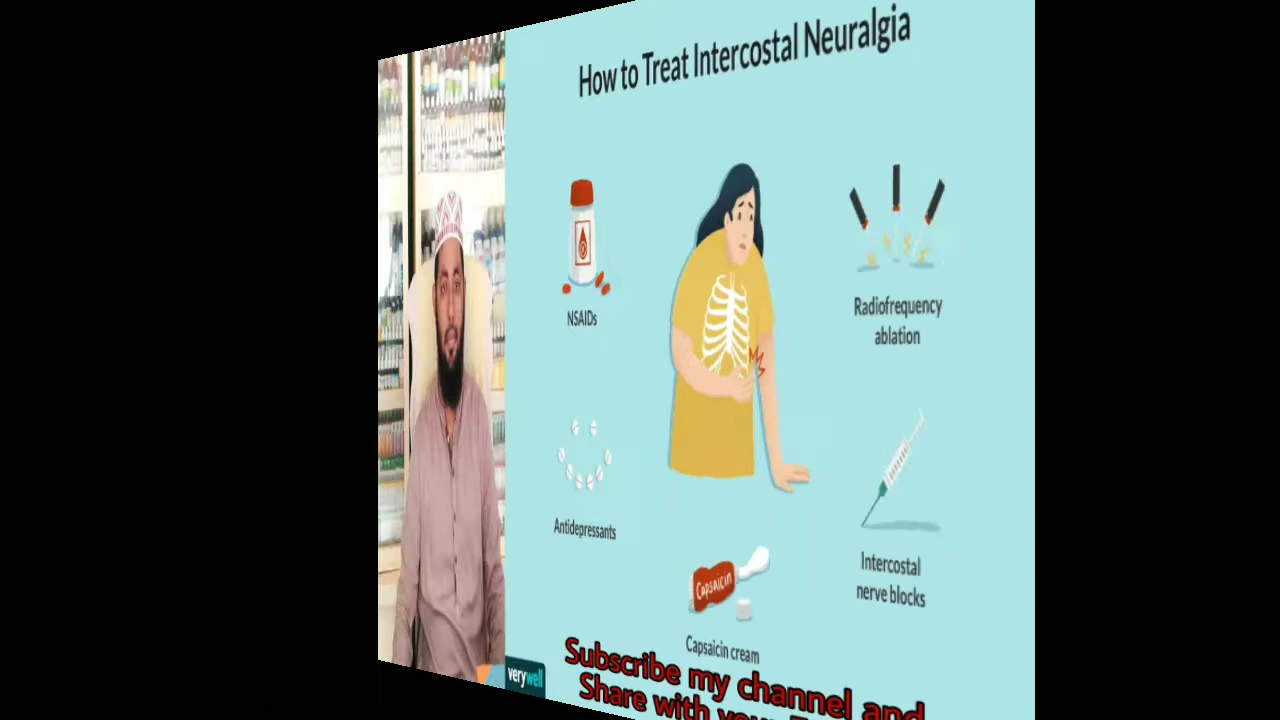 How to Treat Intercostal Neuralgia
NSAIDs
Radiofrequency
ablation
Antidepressants
Intercostal
nerve blocks
Capsaicin
Capsaicin cream
verywell
Subscribe my channel and
Share with your